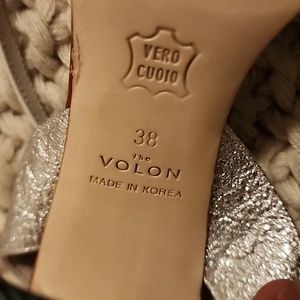 VERO
CUOIO
38
The
VOLON
MADE IN KOREA